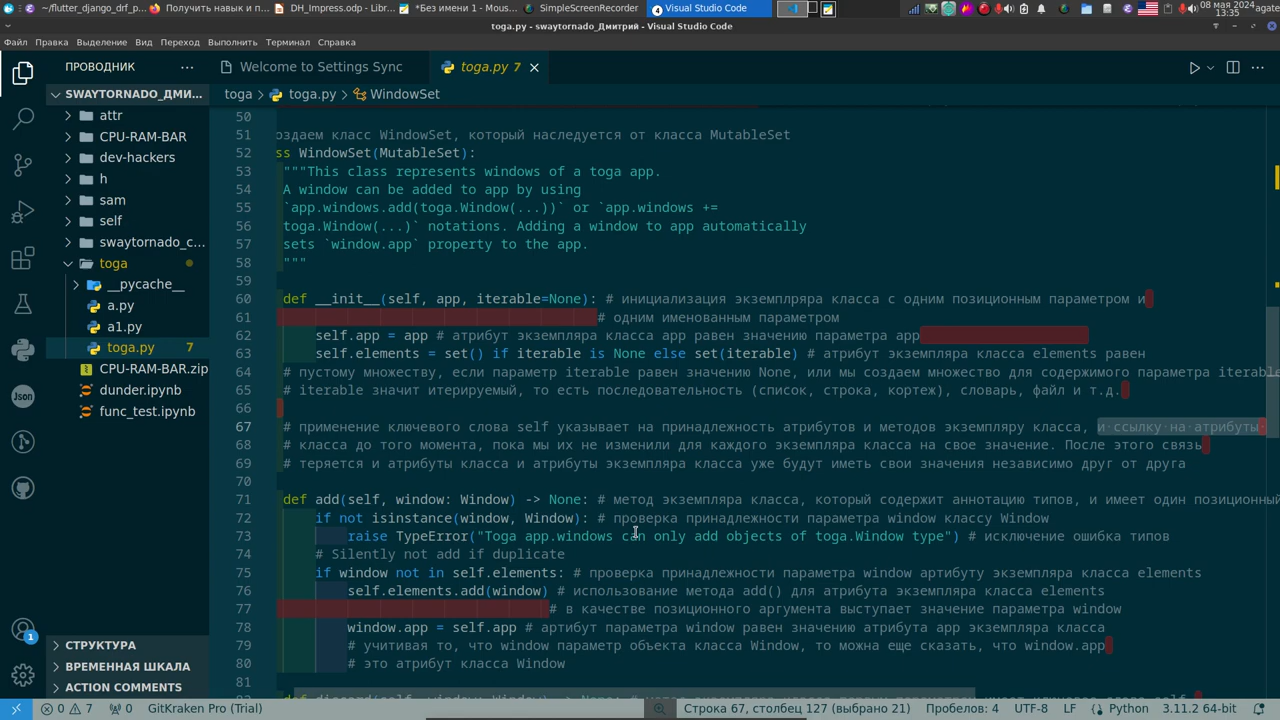 ~/flutter_django_drf_p...
Получить навык и п...
DH_Impress.odp - Li...
*Без имени 1 - Mous...
SimpleScreenRecorder
4 Visual Studio Code
08 мая 2024 agate
13:35
toga.py - swaytornado_Дмитрий - Visual Studio Code
Файл Правка Выделение Вид Переход Выполнить Терминал Справка
ПРОВОДНИК
Welcome to Settings Sync
toga.py 7
SWAYTORNADO_ДМИ...
toga > toga.py > WindowSet
attr
CPU-RAM-BAR
dev-hackers
h
sam
self
swaytornado_c...
toga
__pycache__
a.py
a1.py
toga.py 7
CPU-RAM-BAR.zip
dunder.ipynb
func_test.ipynb
Json
СТРУКТУРА
ВРЕМЕННАЯ ШКАЛА
ACTION COMMENTS
50
51 оздаем класс WindowSet, который наследуется от класса MutableSet
52 ss WindowSet(MutableSet):
53 """This class represents windows of a toga app.
54 A window can be added to app by using
55 `app.windows.add(toga.Window(...))` or `app.windows +=
56 toga.Window(...)` notations. Adding a window to app automatically
57 sets `window.app` property to the app.
58 """
59
60 def __init__(self, app, iterable=None): # инициализация экземпляра класса с одним позиционным параметром и
61 # одним именованным параметром
62 self.app = app # атрибут экземпляра класса app равен значению параметра app
63 self.elements = set() if iterable is None else set(iterable) # атрибут экземпляра класса elements равен
64 # пустому множеству, если параметр iterable равен значению None, или мы создаем множество для содержимого параметра iterable
65 # iterable значит итерируемый, то есть последовательность (список, строка, кортеж), словарь, файл и т.д.
66
67 # применение ключевого слова self указывает на принадлежность атрибутов и методов экземпляру класса, и·ссылку·на·атрибуты·
68 # класса до того момента, пока мы их не изменили для каждого экземпляра класса на свое значение. После этого связь
69 # теряется и атрибуты класса и атрибуты экземпляра класса уже будут иметь свои значения независимо друг от друга
70
71 def add(self, window: Window) -> None: # метод экземпляра класса, который содержит аннотацию типов, и имеет один позиционный
72 if not isinstance(window, Window): # проверка принадлежности параметра window классу Window
73 raise TypeError("Toga app.windows can only add objects of toga.Window type") # исключение ошибка типов
74 # Silently not add if duplicate
75 if window not in self.elements: # проверка принадлежности параметра window артибуту экземпляра класса elements
76 self.elements.add(window) # использование метода add() для атрибута экземпляра класса elements
77 # в качестве позиционного аргумента выступает значение параметра window
78 window.app = self.app # артибут параметра window равен значению атрибута app экземпляра класса
79 # учитивая то, что window параметр объекта класса Window, то можна еще сказать, что window.app
80 # это атрибут класса Window
81
0 7 0 GitKraken Pro (Trial)
Строка 67, столбец 127 (выбрано 21) Пробелов: 4 UTF-8 LF Python 3.11.2 64-bit